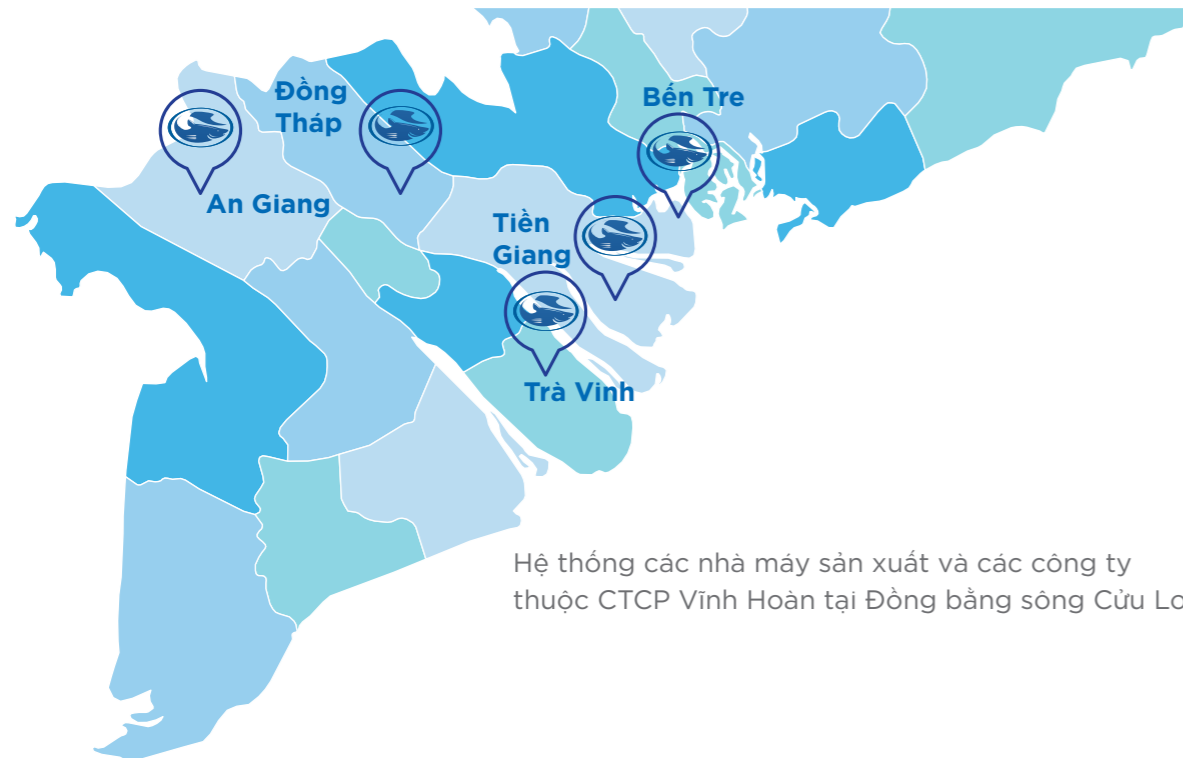 Đồng
Tháp
Bến Tre
An Giang
Tiền
Giang
Trà Vinh
Hệ thống các nhà máy sản xuất và các công ty
thuộc CTCP Vĩnh Hoàn tại Đồng bằng sông Cửu Lo